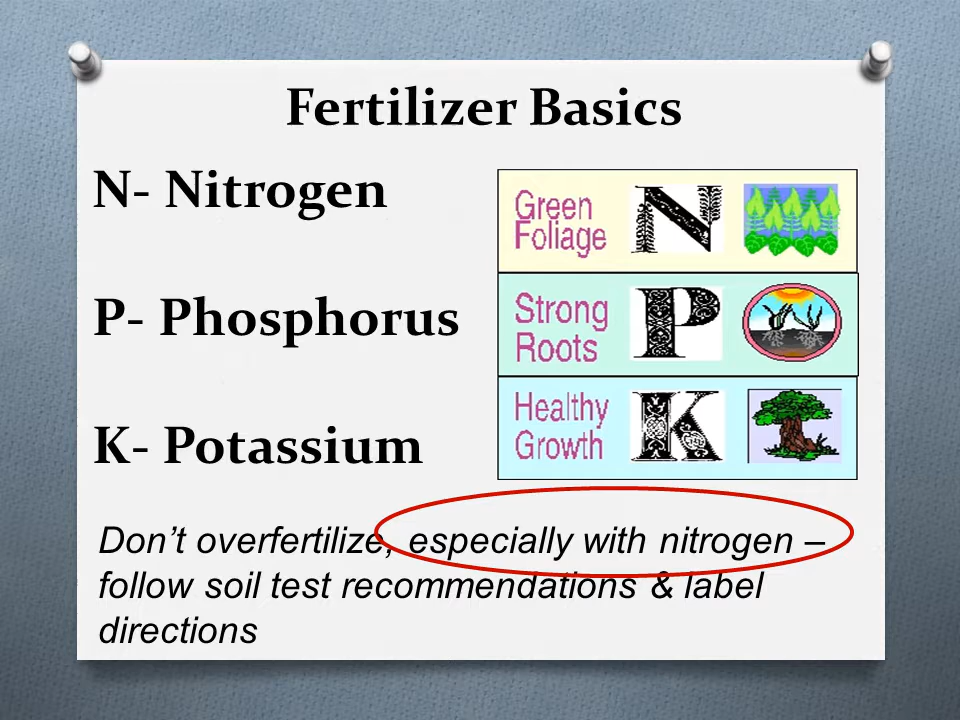 Fertilizer Basics
N- Nitrogen
P- Phosphorus
K- Potassium
Green
Foliage
N
Strong
Roots
P
Healthy
Growth
K
Don’t overfertilize, especially with nitrogen –
follow soil test recommendations & label
directions